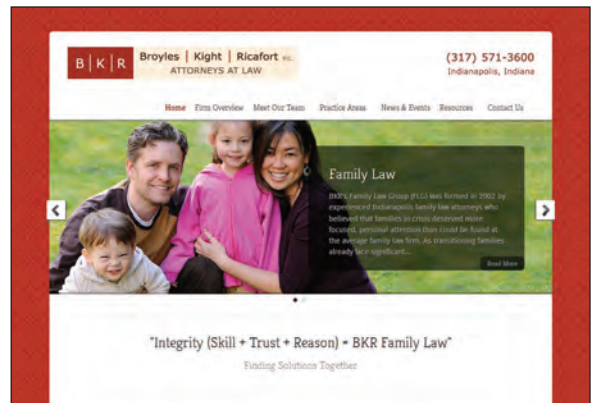 B|K|R
Broyles | Kight | Ricafort P.C.
ATTORNEYS AT LAW
(317) 571-3600
Indianapolis, Indiana
Home Firm Overview Meet Our Team Practice Areas News & Events Resources Contact Us
Family Law
BKR's Family Law Group (FLG) was formed in 2002 by
experienced Indianapolis family law attorneys who
believed that families in crisis deserved more
focused, personal attention than could be found at
the average family law firm. As transitioning families
already face significant...
Read More
"Integrity (Skill + Trust + Reason) = BKR Family Law"
Finding Solutions Together